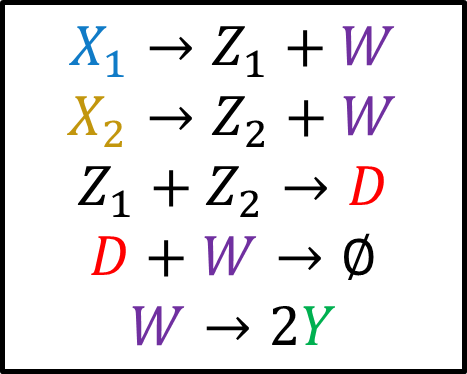 X₁ → Z₁ + W
X₂ → Z₂ + W
Z₁ + Z₂ → D
D + W → ∅
W → 2Y